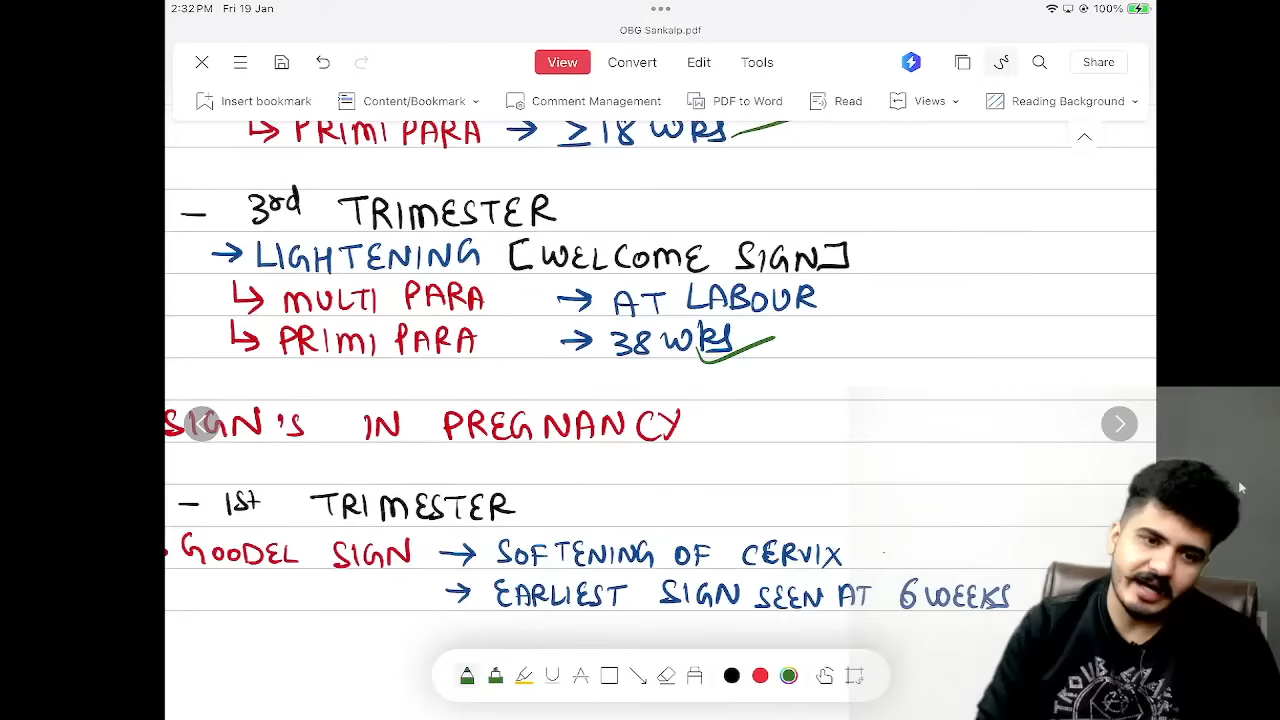 2:32 PM Fri 19 Jan
100%
OBG Sankalp.pdf
View Convert Edit Tools
Share
Insert bookmark Content/Bookmark Comment Management PDF to Word Read Views Reading Background
↳ PRIMI PARA → ≥18 WKS
- 3rd TRIMESTER
→ LIGHTENING [WELCOME SIGN]
↳ MULTI PARA → AT LABOUR
↳ PRIMI PARA → 38 WKS
SIGN'S IN PREGNANCY
- 1st TRIMESTER
• GOODEL SIGN → SOFTENING OF CERVIX
→ EARLIEST SIGN SEEN AT 6 WEEKS